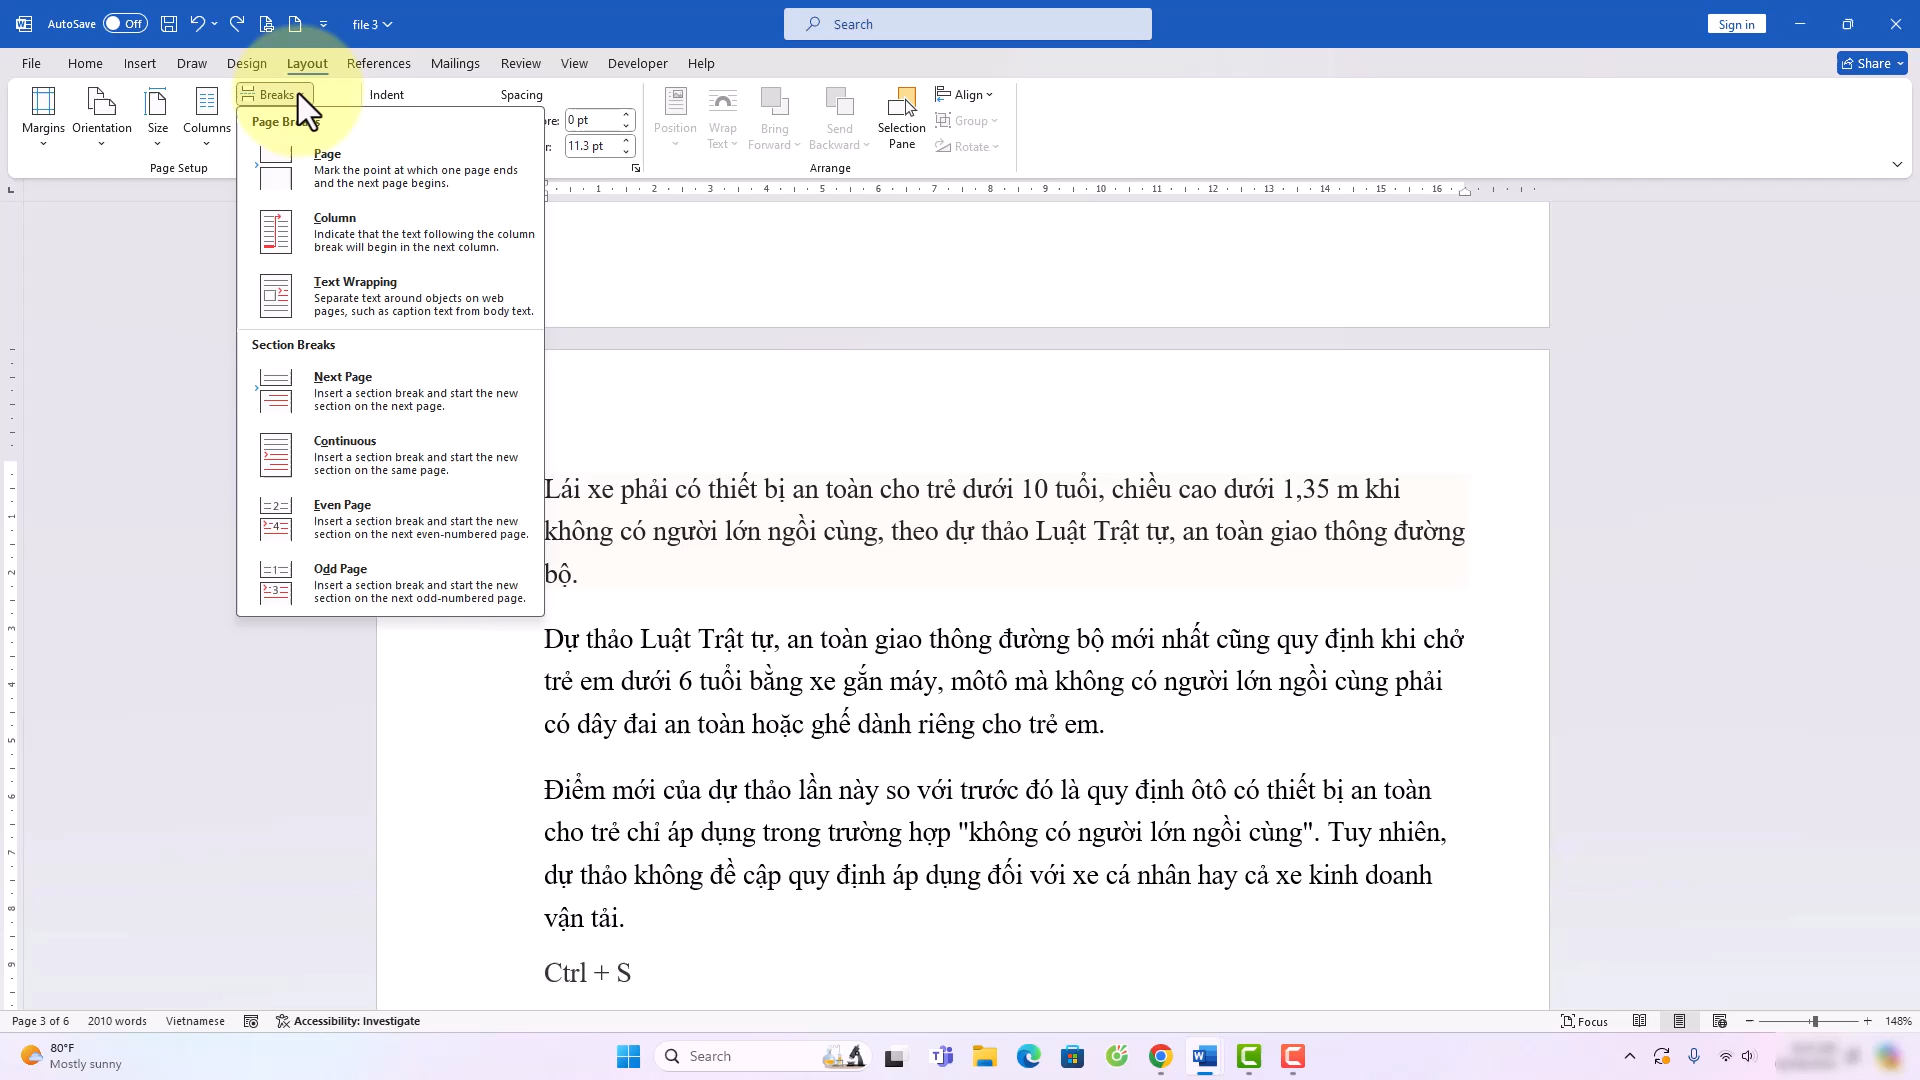 AutoSave Off file 3 Search Sign in
File Home Insert Draw Design Layout References Mailings Review View Developer Help Share
Margins Orientation Size Columns Breaks Indent Spacing Position Wrap Text Bring Forward Send Backward Selection Pane Align Group Rotate
0 pt
11.3 pt
Page Setup Arrange
Page
Mark the point at which one page ends
and the next page begins.
Column
Indicate that the text following the column
break will begin in the next column.
Text Wrapping
Separate text around objects on web
pages, such as caption text from body text.
Section Breaks
Next Page
Insert a section break and start the new
section on the next page.
Continuous
Insert a section break and start the new
section on the same page.
Even Page
Insert a section break and start the new
section on the next even-numbered page.
Odd Page
Insert a section break and start the new
section on the next odd-numbered page.
1 2 3 4 5 6 7 8 9 10 11 12 13 14 15 16
Lái xe phải có thiết bị an toàn cho trẻ dưới 10 tuổi, chiều cao dưới 1,35 m khi
không có người lớn ngồi cùng, theo dự thảo Luật Trật tự, an toàn giao thông đường
bộ.
Dự thảo Luật Trật tự, an toàn giao thông đường bộ mới nhất cũng quy định khi chở
trẻ em dưới 6 tuổi bằng xe gắn máy, môtô mà không có người lớn ngồi cùng phải
có dây đai an toàn hoặc ghế dành riêng cho trẻ em.
Điểm mới của dự thảo lần này so với trước đó là quy định ôtô có thiết bị an toàn
cho trẻ chỉ áp dụng trong trường hợp "không có người lớn ngồi cùng". Tuy nhiên,
dự thảo không đề cập quy định áp dụng đối với xe cá nhân hay cả xe kinh doanh
vận tải.
Ctrl + S
Page 3 of 6 2010 words Vietnamese Accessibility: Investigate Focus 148%
80°F
Mostly sunny
Search